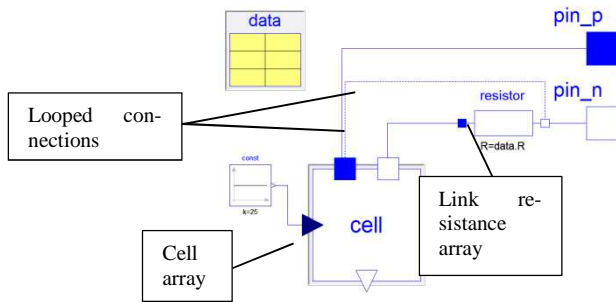 data
pin_p
Looped con-
nections
resistor
pin_n
R=data.R
const
k=25
Link re-
sistance
array
cell
Cell
array